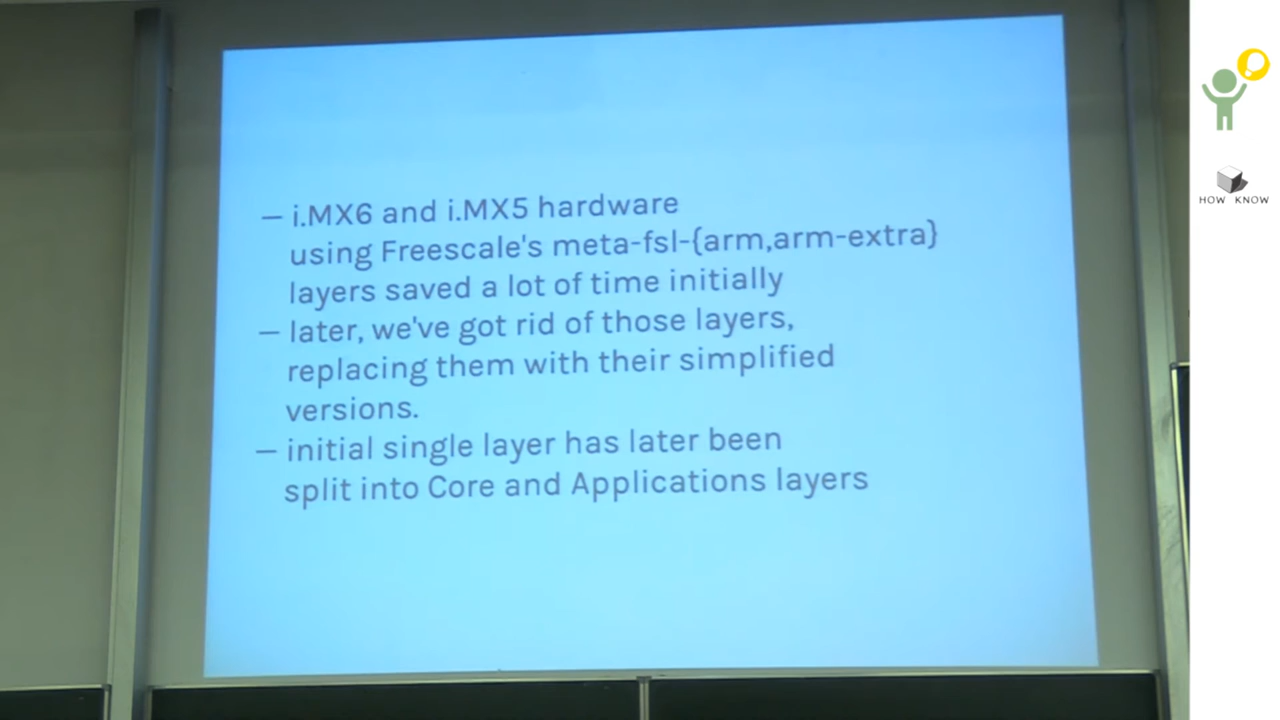 — i.MX6 and i.MX5 hardware
using Freescale's meta-fsl-{arm,arm-extra}
layers saved a lot of time initially
— later, we've got rid of those layers,
replacing them with their simplified
versions.
— initial single layer has later been
split into Core and Applications layers
HOW KNOW